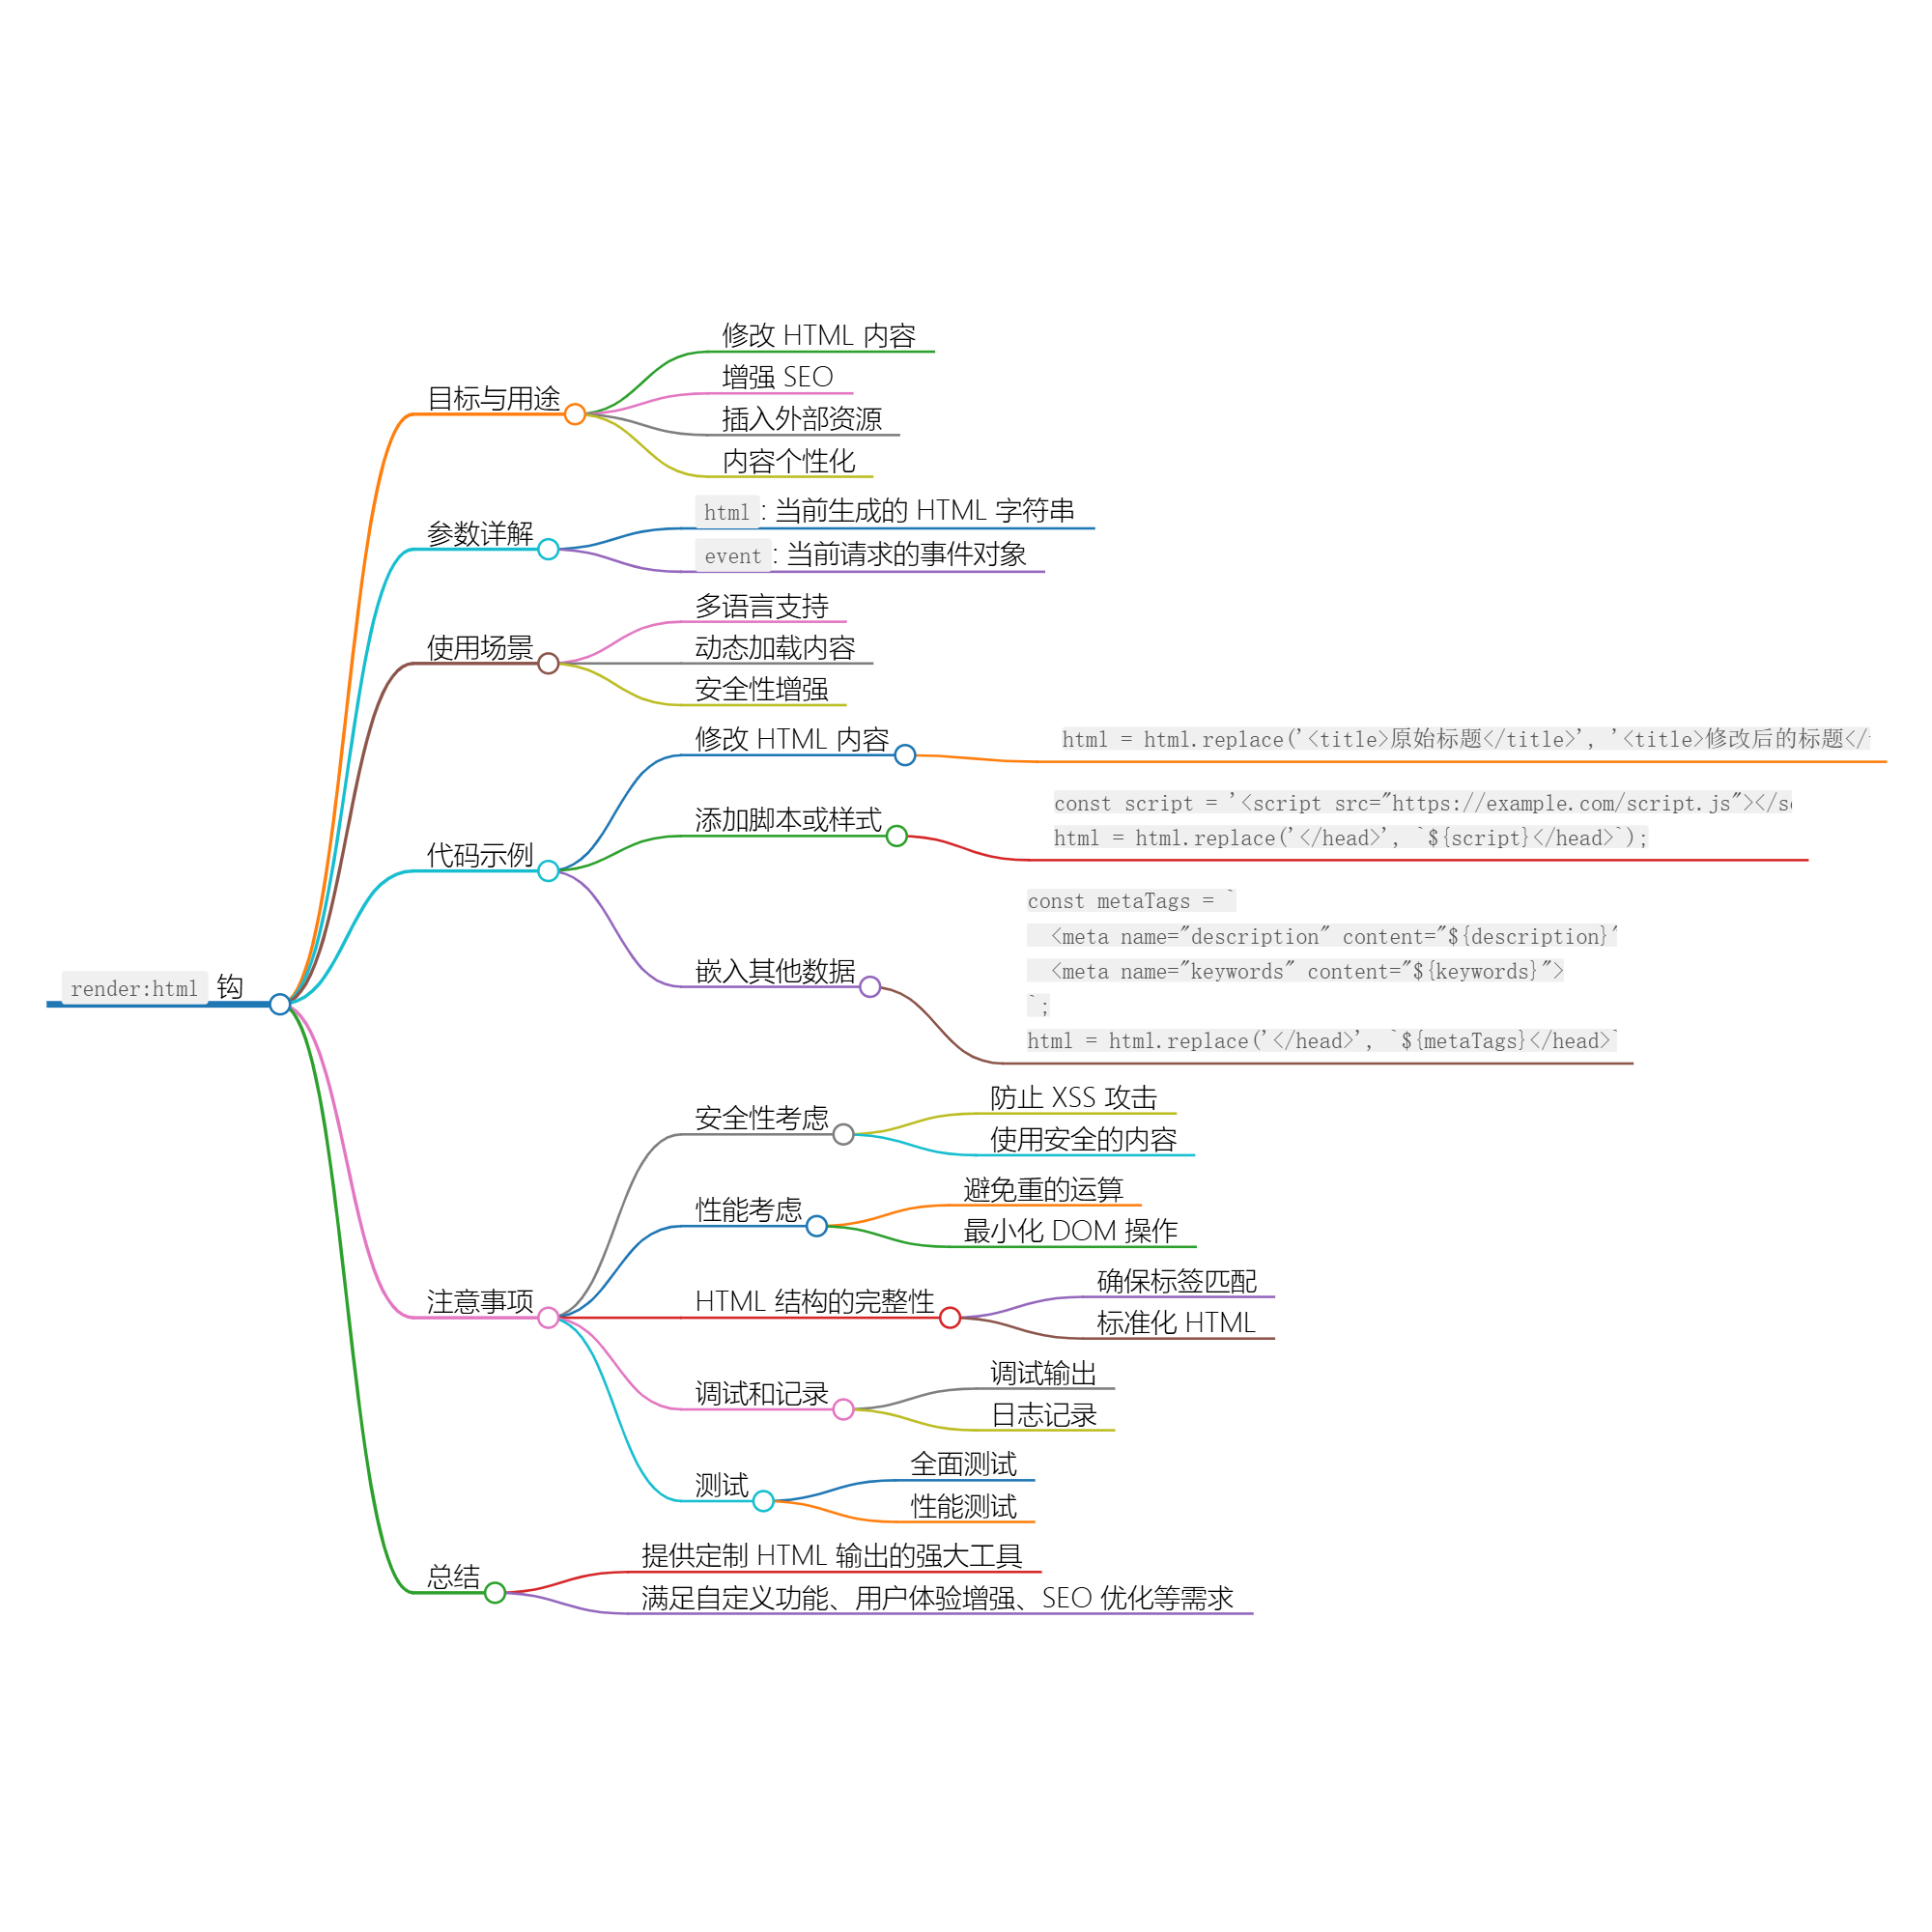 render:html 钩
目标与用途
修改 HTML 内容
增强 SEO
插入外部资源
内容个性化
参数详解
html : 当前生成的 HTML 字符串
event : 当前请求的事件对象
使用场景
多语言支持
动态加载内容
安全性增强
代码示例
修改 HTML 内容
html = html.replace('<title>原始标题</title>', '<title>修改后的标题</
添加脚本或样式
const script = '<script src="https://example.com/script.js"></s
html = html.replace('</head>', `${script}</head>`);
嵌入其他数据
const metaTags = `
<meta name="description" content="${description}"
<meta name="keywords" content="${keywords}">
`;
html = html.replace('</head>', `${metaTags}</head>`
注意事项
安全性考虑
防止 XSS 攻击
使用安全的内容
性能考虑
避免重的运算
最小化 DOM 操作
HTML 结构的完整性
确保标签匹配
标准化 HTML
调试和记录
调试输出
日志记录
测试
全面测试
性能测试
总结
提供定制 HTML 输出的强大工具
满足自定义功能、用户体验增强、SEO 优化等需求